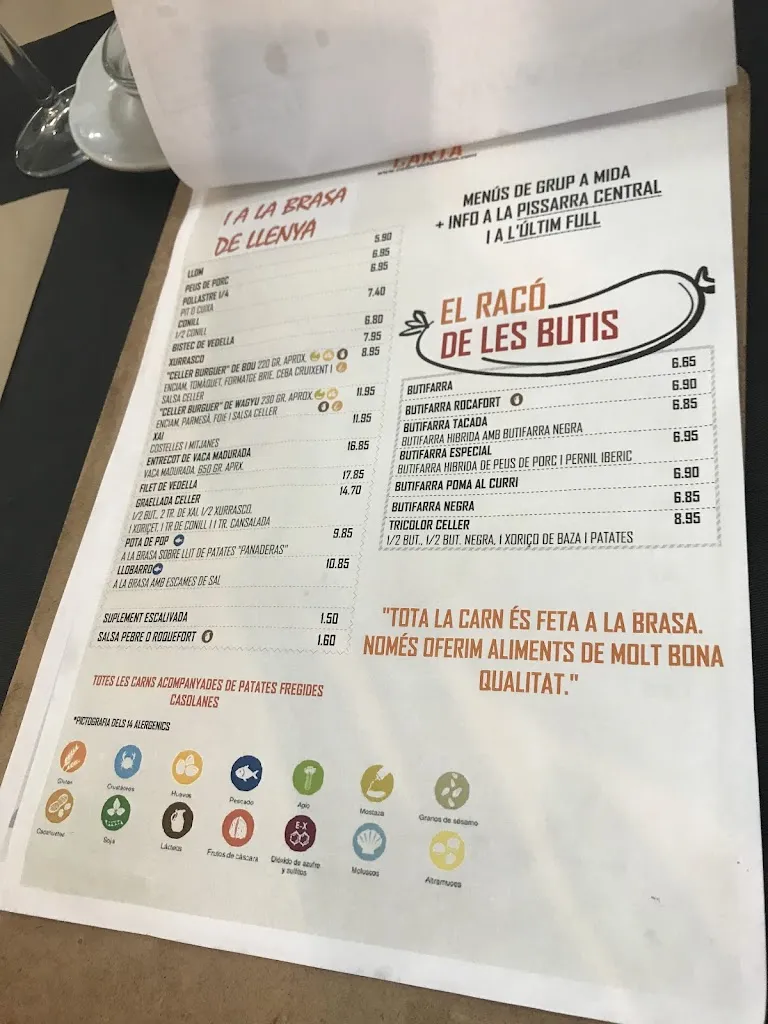 CARTA
I A LA BRASA
DE LLENYA
LLOM 5.90
PEUS DE PORC 6.95
POLLASTRE 1/4 6.95
PIT O CUIXA
CONILL 7.40
1/2 CONILL
BISTEC DE VEDELLA 6.80
XURRASCO 7.95
"CELLER BURGUER" DE BOU 220 GR. APROX. 8.95
ENCIAM, TOMÀQUET, FORMATGE BRIE, CEBA CRUIXENT I
SALSA CELLER
"CELLER BURGUER" DE WAGYU 230 GR. APROX. 11.95
ENCIAM, PARMESÀ, FOIE I SALSA CELLER
XAI 11.95
COSTELLES I MITJANES
ENTRECOT DE VACA MADURADA 16.85
VACA MADURADA. 650 GR. APRX.
FILET DE VEDELLA 17.85
GRAELLADA CELLER 14.70
1/2 BUT., 2 TR. DE XAI, 1/2 XURRASCO,
1 XORIÇET, 1 TR DE CONILL I 1 TR. CANSALADA
POTA DE POP 9.85
A LA BRASA SOBRE LLIT DE PATATES "PANADERAS"
LLOBARRO 10.85
A LA BRASA AMB ESCAMES DE SAL
SUPLEMENT ESCALIVADA 1.50
SALSA PEBRE O ROQUEFORT 1.60
TOTES LES CARNS ACOMPANYADES DE PATATES FREGIDES
CASOLANES
MENÚS DE GRUP A MIDA
+ INFO A LA PISSARRA CENTRAL
I A L'ÚLTIM FULL
EL RACÓ
DE LES BUTIS
BUTIFARRA 6.65
BUTIFARRA ROCAFORT 6.90
BUTIFARRA TACADA 6.85
BUTIFARRA HIBRIDA AMB BUTIFARRA NEGRA
BUTIFARRA ESPECIAL 6.95
BUTIFARRA HIBRIDA DE PEUS DE PORC I PERNIL IBERIC
BUTIFARRA POMA AL CURRI 6.90
BUTIFARRA NEGRA 6.85
TRICOLOR CELLER 8.95
1/2 BUT., 1/2 BUT. NEGRA, 1 XORIÇO DE BAZA I PATATES
"TOTA LA CARN ÉS FETA A LA BRASA.
NOMÉS OFERIM ALIMENTS DE MOLT BONA
QUALITAT."
*PICTOGRAFIA DELS 14 ALERGENICS
Gluten Crustáceos Huevos Pescado Apio Mostaza Granos de sésamo
Cacahuetes Soja Lácteos Frutos de cáscara E-X Dióxido de azufre
y sulfitos Moluscos Altramuces